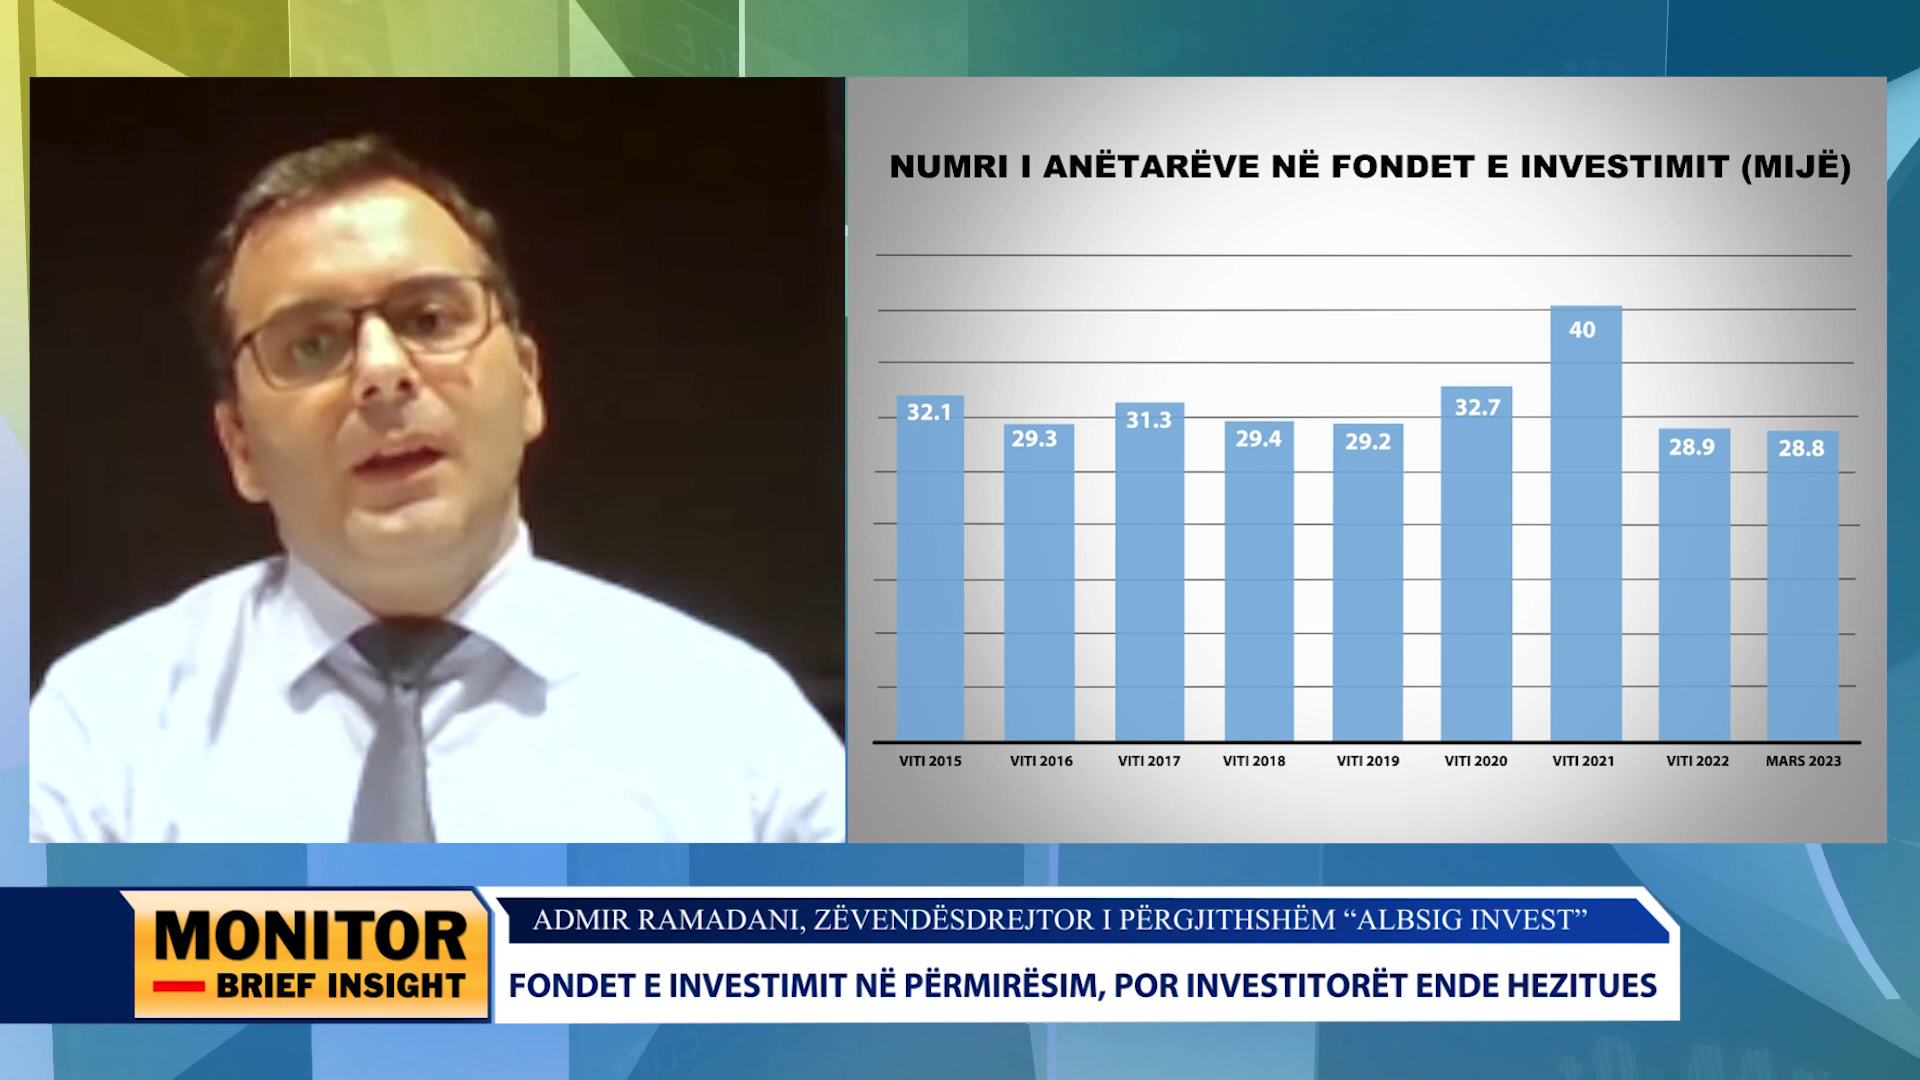 NUMRI I ANËTARËVE NË FONDET E INVESTIMIT (MIJË)
32.1
29.3
31.3
29.4
29.2
32.7
40
28.9
28.8
VITI 2015
VITI 2016
VITI 2017
VITI 2018
VITI 2019
VITI 2020
VITI 2021
VITI 2022
MARS 2023
MONITOR
BRIEF INSIGHT
ADMIR RAMADANI, ZËVENDËSDREJTOR I PËRGJITHSHËM “ALBSIG INVEST”
FONDET E INVESTIMIT NË PËRMIRËSIM, POR INVESTITORËT ENDE HEZITUES